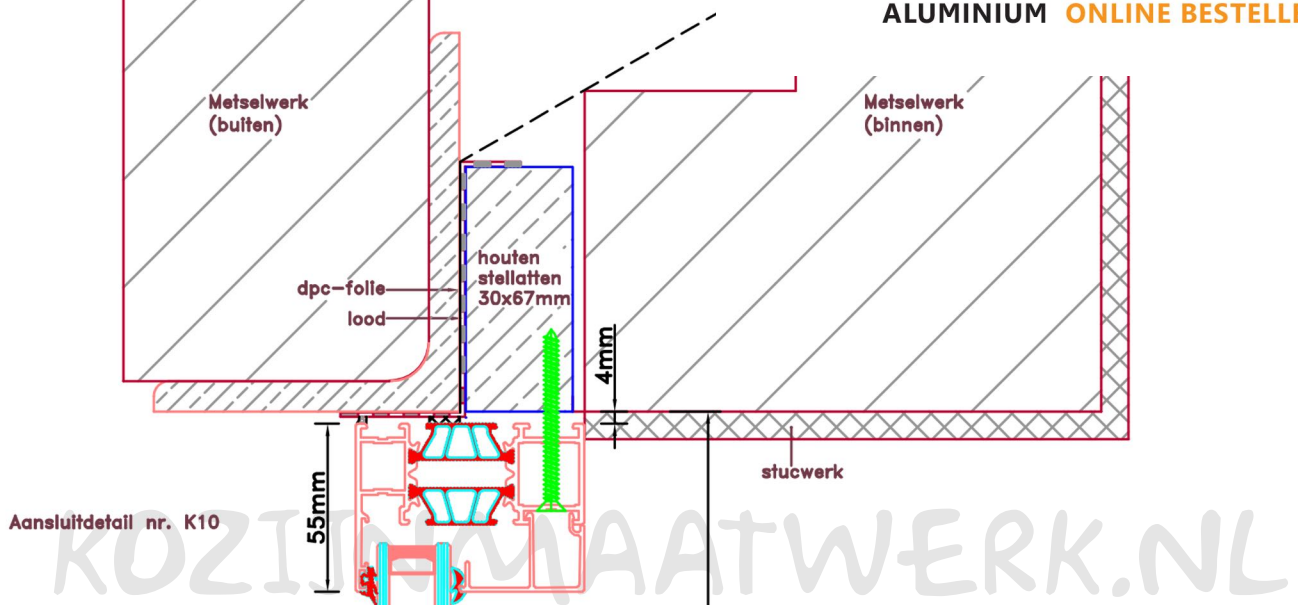 ALUMINIUM ONLINE BESTELL
Metselwerk
(buiten)
Metselwerk
(binnen)
houten
stellatten
30x67mm
dpc-folie
lood
4mm
stucwerk
55mm
Aansluitdetail nr. K10
KOZIJNMAATWERK.NL